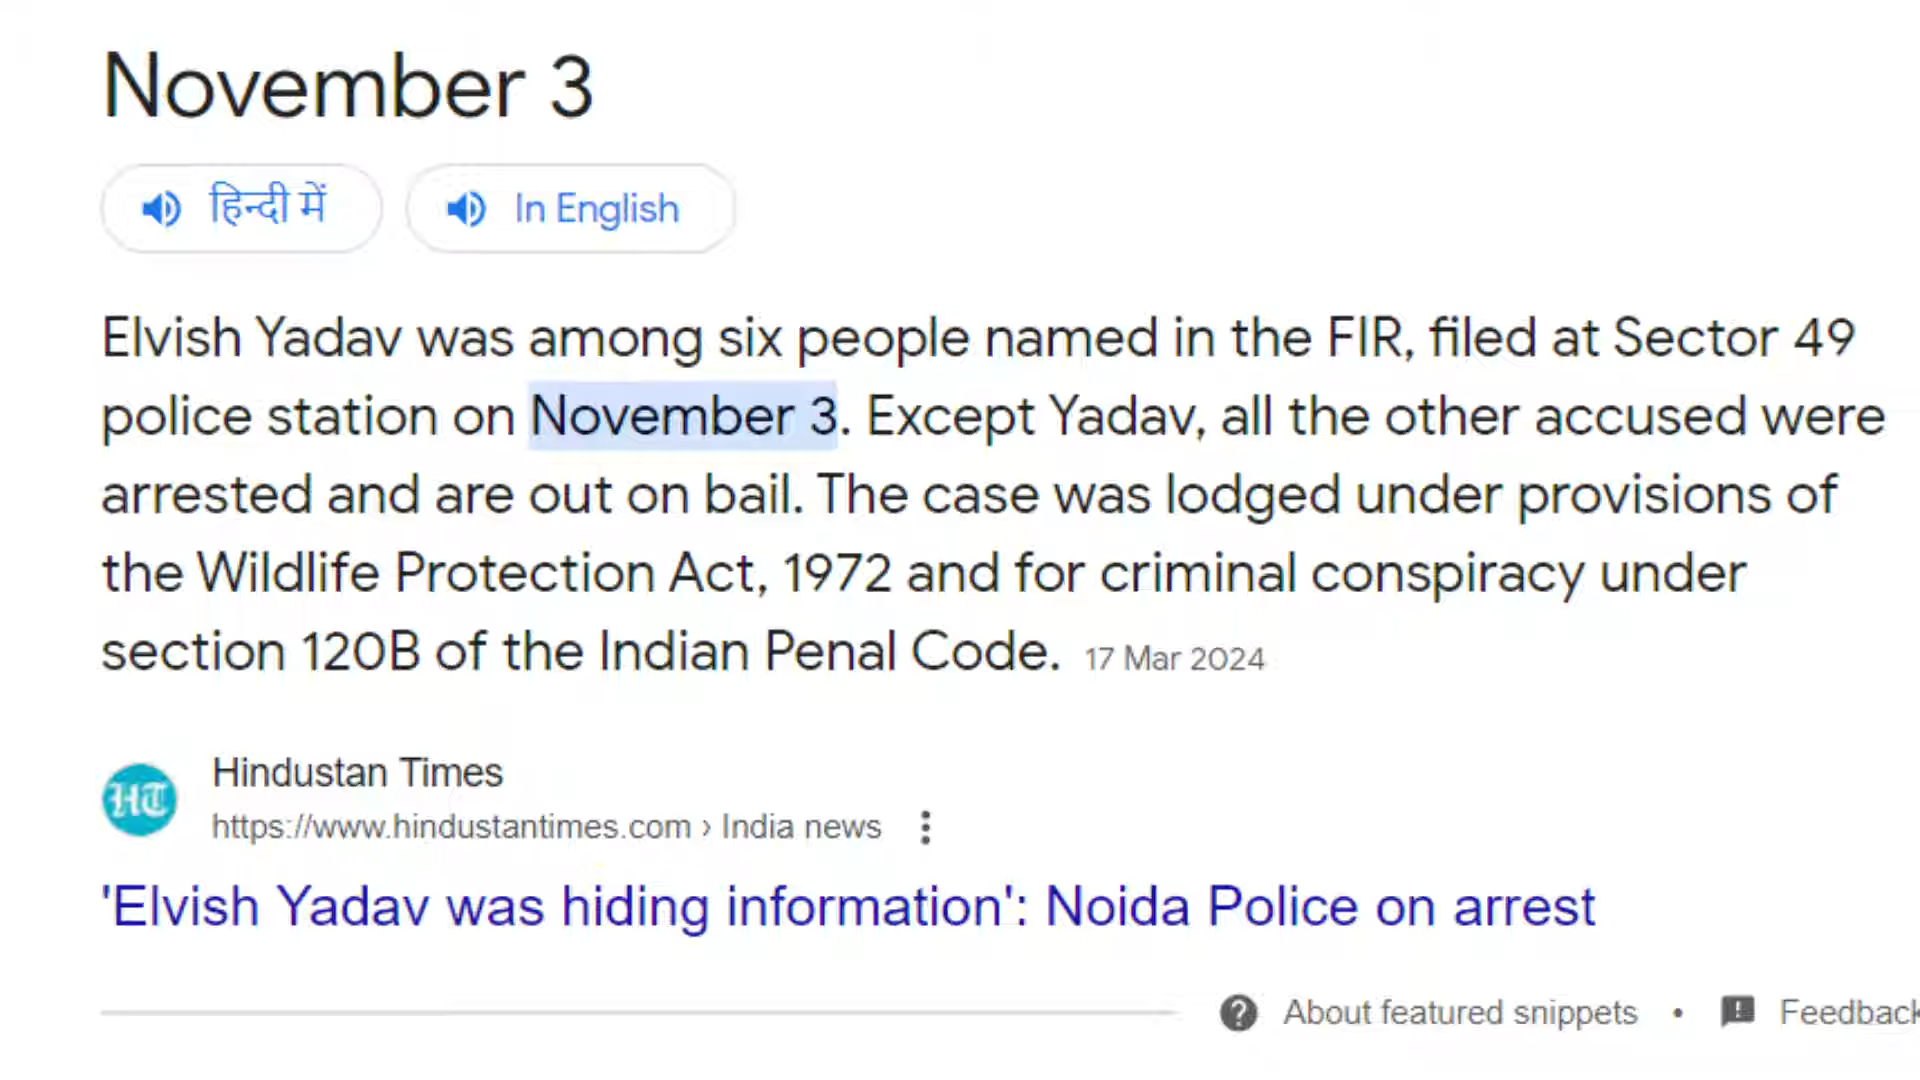 November 3
हिन्दी में
In English
Elvish Yadav was among six people named in the FIR, filed at Sector 49
police station on November 3. Except Yadav, all the other accused were
arrested and are out on bail. The case was lodged under provisions of
the Wildlife Protection Act, 1972 and for criminal conspiracy under
section 120B of the Indian Penal Code. 17 Mar 2024
HT
Hindustan Times
https://www.hindustantimes.com › India news
'Elvish Yadav was hiding information': Noida Police on arrest
About featured snippets • Feedback